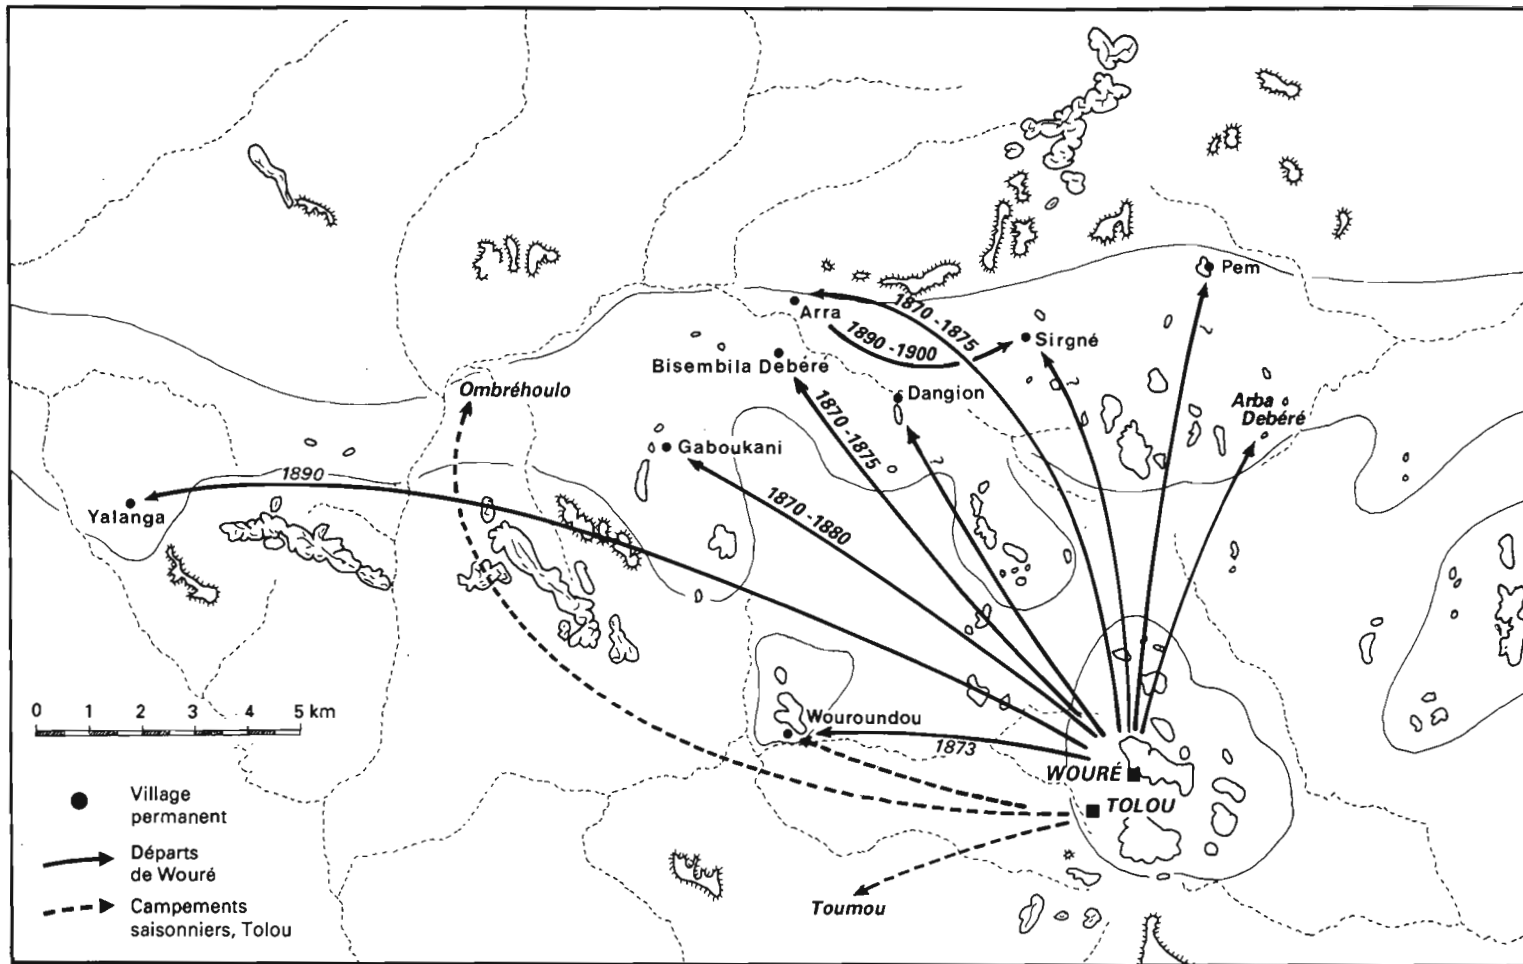 Pem
Arra
1870-1875
1890-1900
Sirgné
?
?
Bisembila Debére
Ombréhoulo
Dangion
Arba
Debéré
1870-1875
?
Gaboukani
1890
Yalanga
1870-1880
0 1 2 3 4 5 km
Wouroundou
1873
WOURÉ
TOLOU
Toumou
Village
permanent
Départs
de Wouré
Campements
saisonniers, Tolou